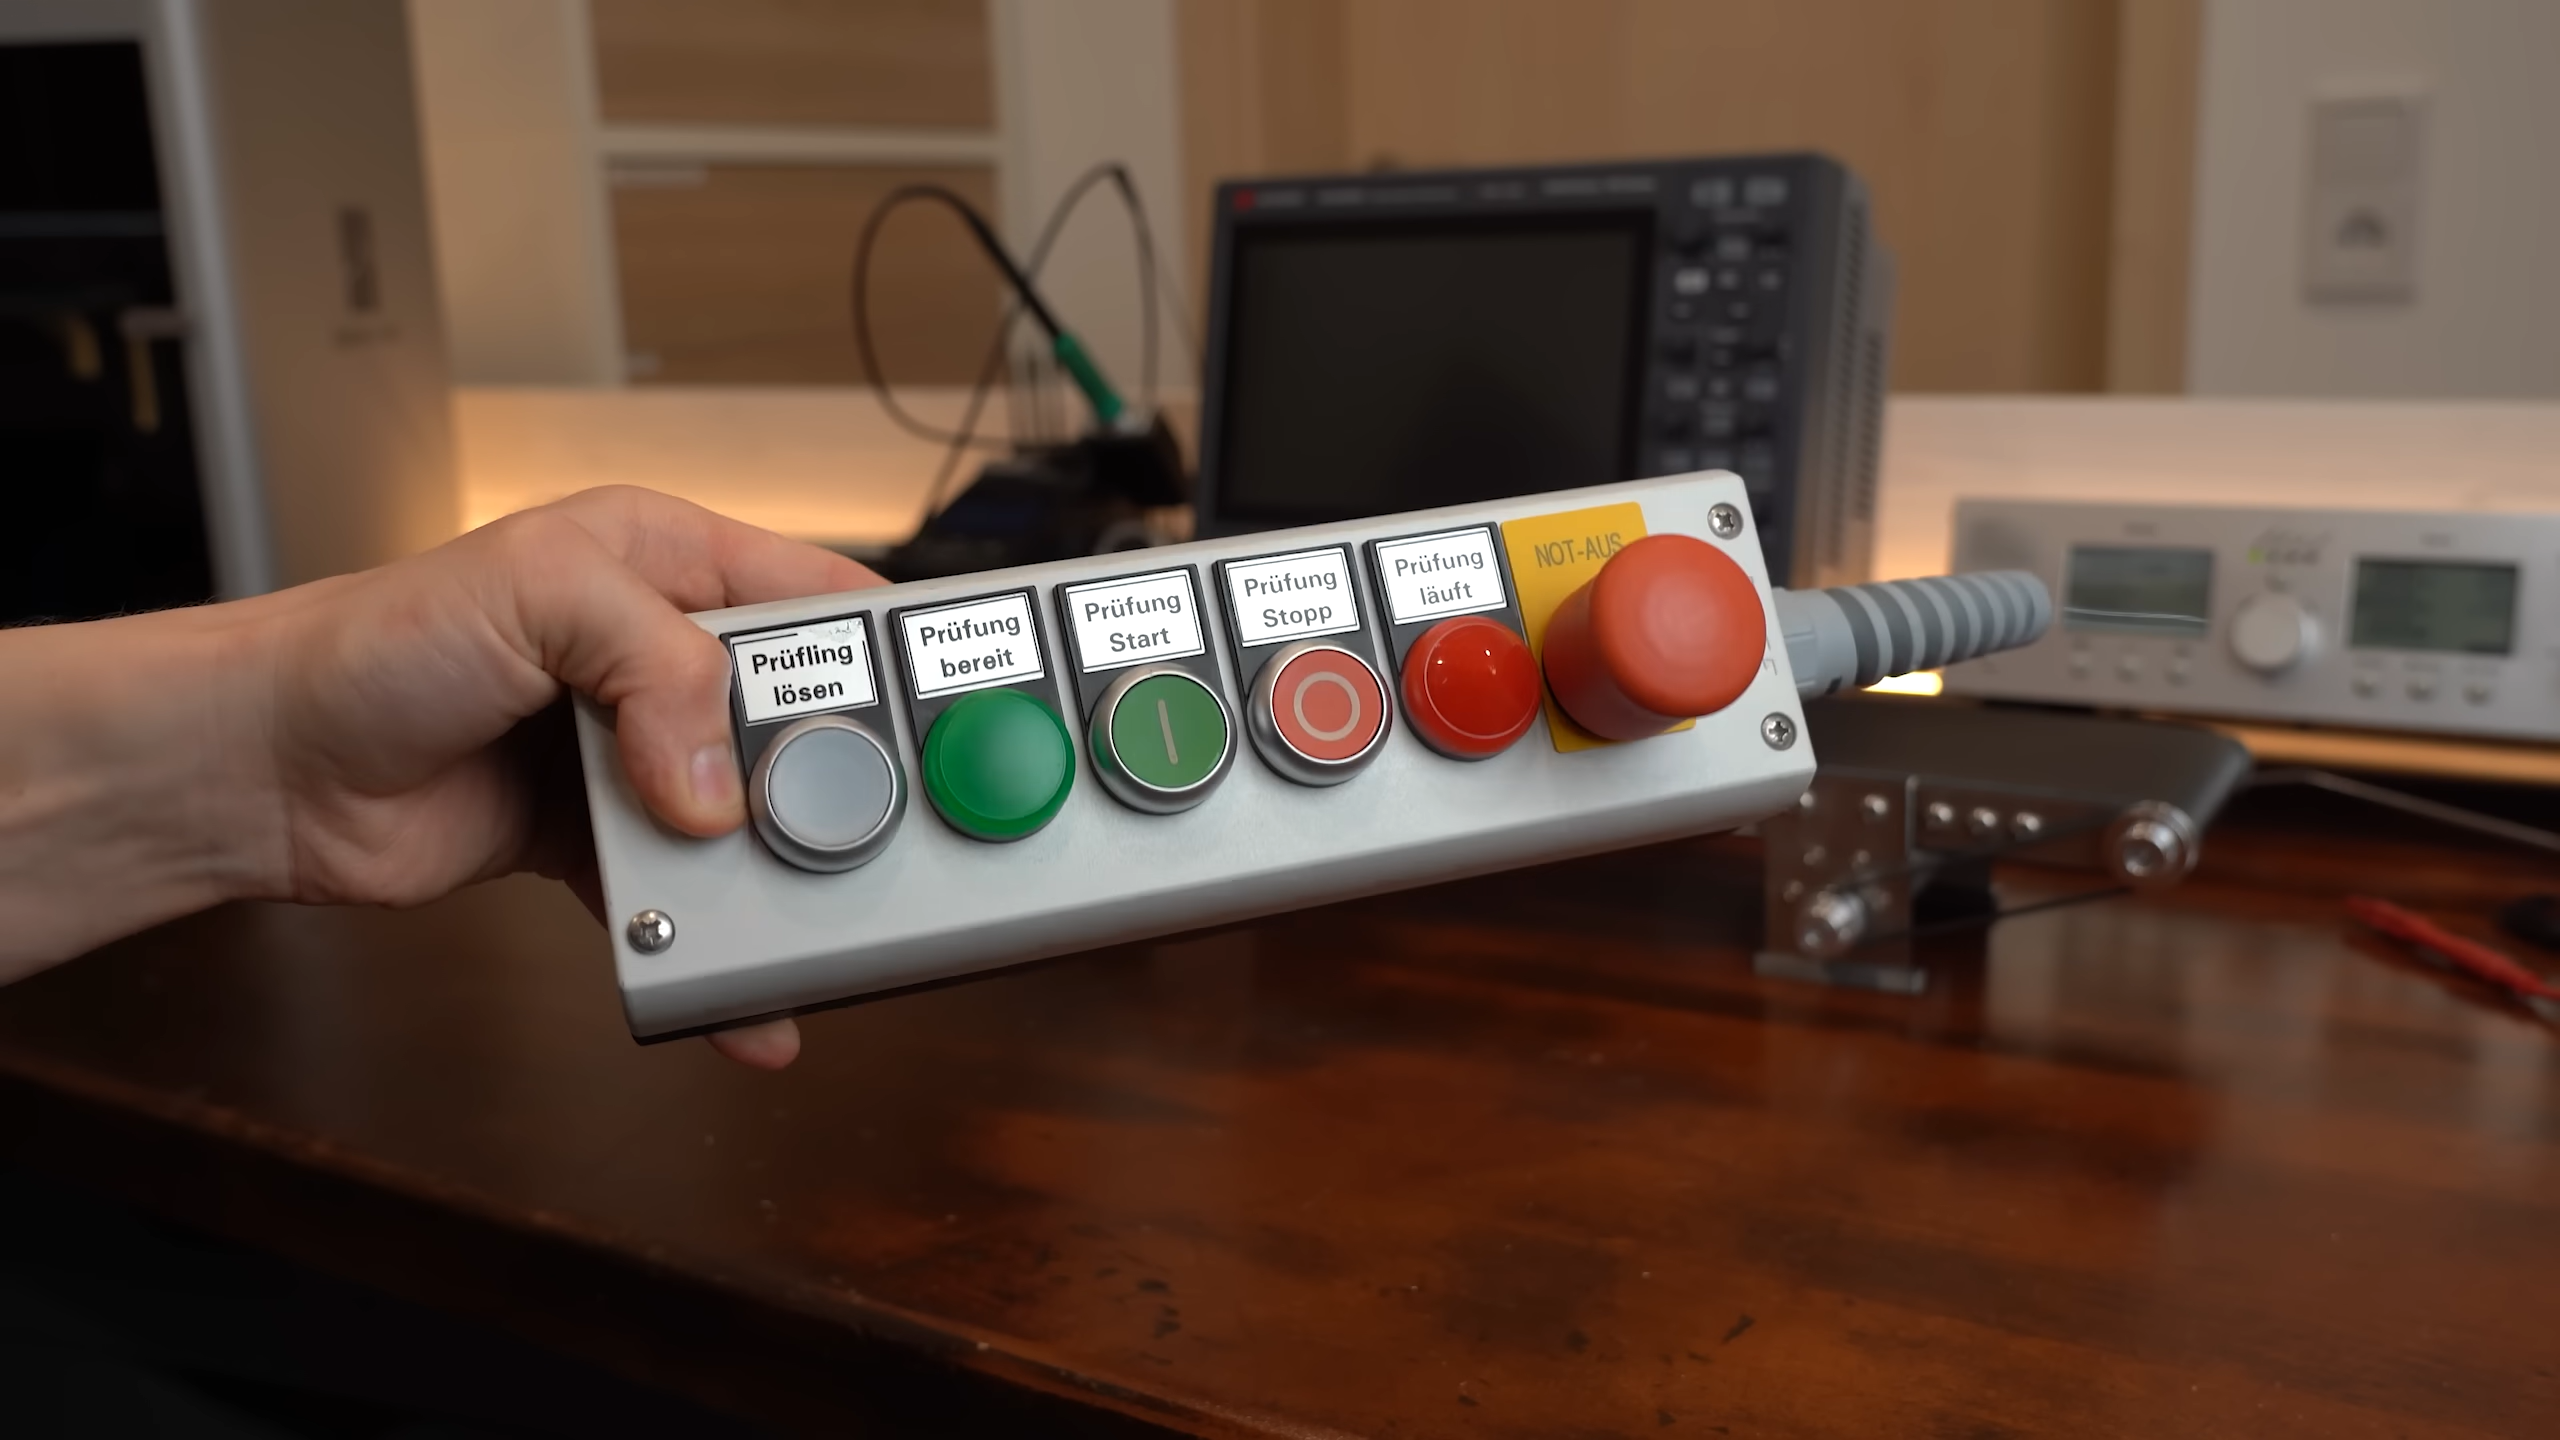 Prüfling
lösen
Prüfung
bereit
Prüfung
Start
Prüfung
Stopp
Prüfung
läuft
NOT-AUS